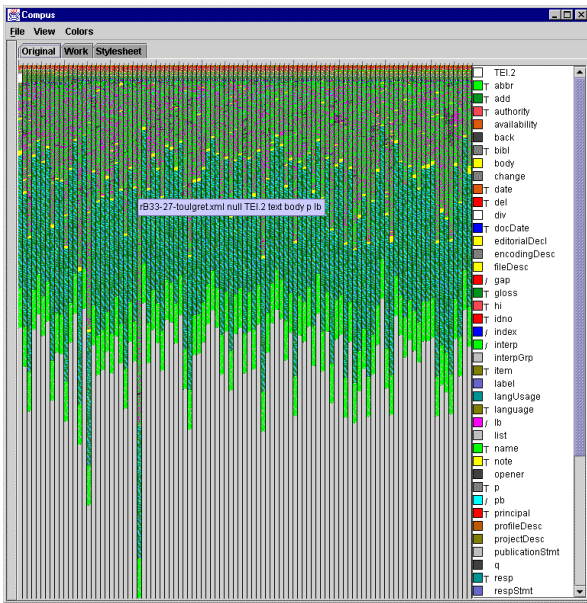 Compus
File View Colors
Original Work Stylesheet
rB33-27-toulgret.xml null TEI.2 text body p lb
TEI.2
T abbr
T add
T authority
availability
back
T bibl
body
change
T date
T del
div
T docDate
editorialDecl
encodingDesc
fileDesc
/ gap
T gloss
T hi
T idno
/ index
/ interp
interpGrp
T item
label
langUsage
T language
/ lb
list
T name
T note
opener
T p
/ pb
T principal
profileDesc
projectDesc
publicationStmt
q
T resp
respStmt